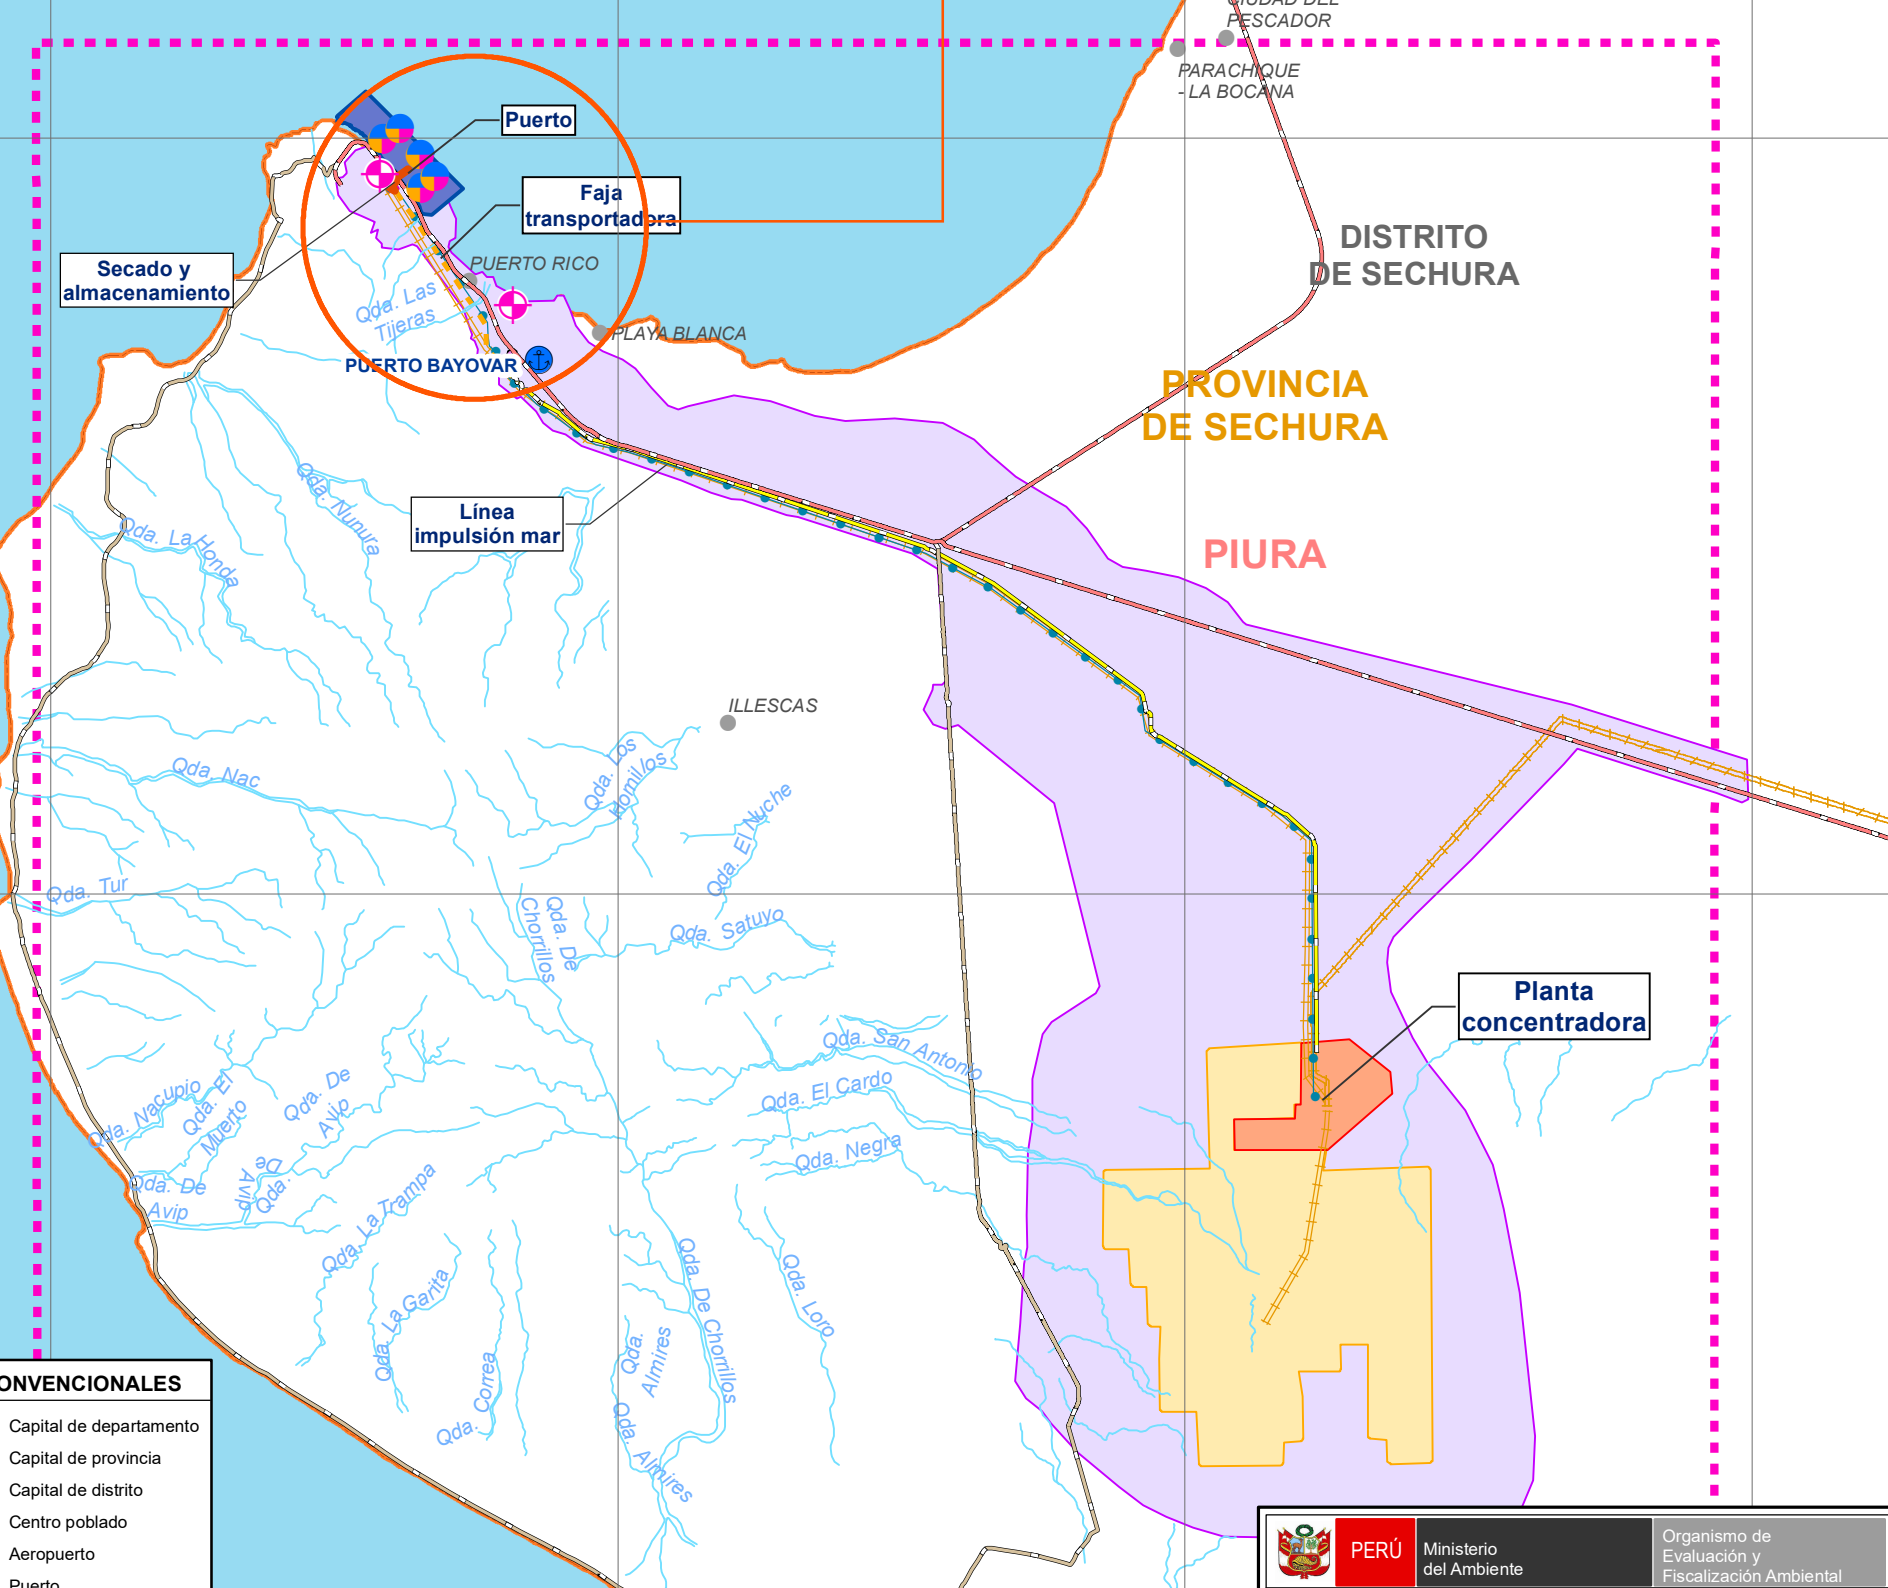 CIUDAD DEL
PESCADOR
PARACHIQUE
- LA BOCANA
Puerto
Faja
transportadora
DISTRITO
DE SECHURA
Secado y
almacenamiento
PUERTO RICO
Qda. Las
Tijeras
PLAYA BLANCA
PUERTO BAYOVAR
PROVINCIA
DE SECHURA
Qda. Nunura
Línea
impulsión mar
Qda. La Honda
PIURA
ILLESCAS
Qda. Nac
Qda. Los
Hornillos
Qda. El Nuche
Qda. Tur
Qda. De
Chorrillos
Qda. Satuyo
Planta
concentradora
Qda. San Antonio
Qda. El Cardo
Qda. Nacupio
Qda. El
Muerto
Qda. De
Avip
Qda. Negra
Qda. De
Avip
Qda. De
Avip
Qda. La Trampa
Qda. La Garita
Qda. De Chorrillos
Qda. Loro
Qda.
Almires
Qda. Correa
Qda. Almires
ONVENCIONALES
Capital de departamento
Capital de provincia
Capital de distrito
Centro poblado
Aeropuerto
Puerto
PERÚ
Ministerio
del Ambiente
Organismo de
Evaluación y
Fiscalización Ambiental